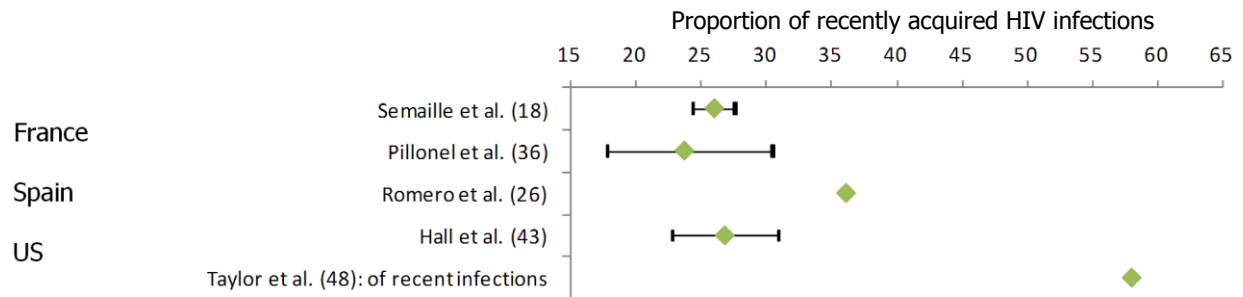 Proportion of recently acquired HIV infections
15 20 25 30 35 40 45 50 55 60 65
France
Semaille et al. (18)
Pillonel et al. (36)
Spain
Romero et al. (26)
US
Hall et al. (43)
Taylor et al. (48): of recent infections